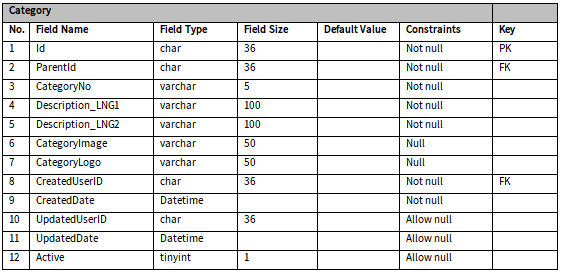 Category
No. Field Name Field Type Field Size Default Value Constraints Key
1 Id char 36 Not null PK
2 ParentId char 36 Not null FK
3 CategoryNo varchar 5 Not null
4 Description_LNG1 varchar 100 Not null
5 Description_LNG2 varchar 100 Not null
6 CategoryImage varchar 50 Null
7 CategoryLogo varchar 50 Null
8 CreatedUserID char 36 Not null FK
9 CreatedDate Datetime Not null
10 UpdatedUserID char 36 Allow null
11 UpdatedDate Datetime Allow null
12 Active tinyint 1 Allow null